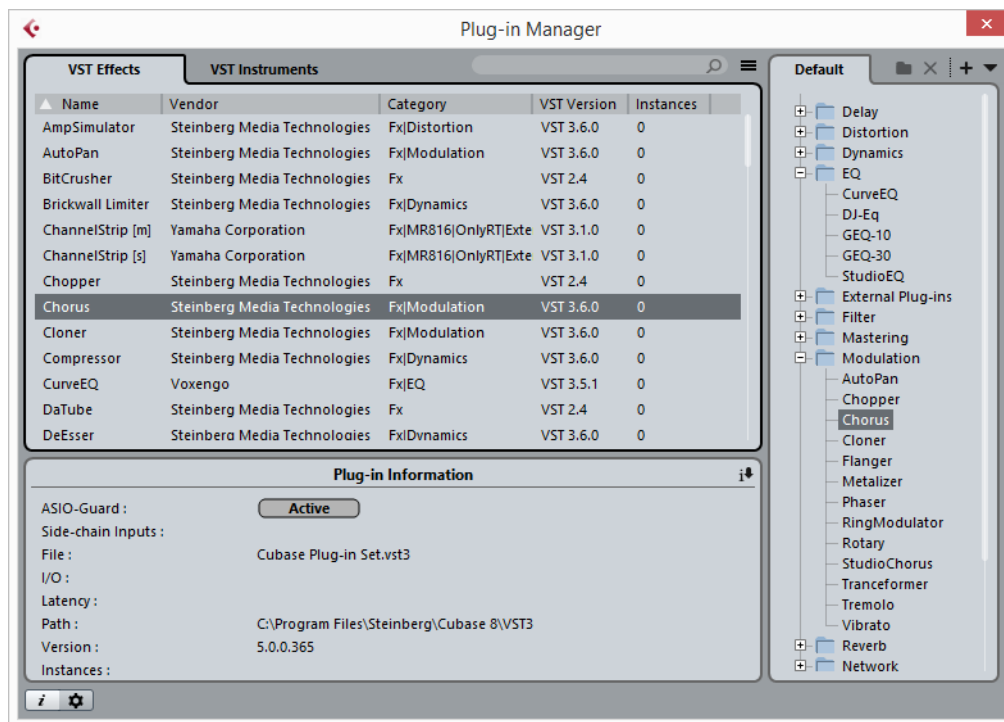 Plug-in Manager
VST Effects
VST Instruments
Name Vendor Category VST Version Instances
AmpSimulator Steinberg Media Technologies Fx|Distortion VST 3.6.0 0
AutoPan Steinberg Media Technologies Fx|Modulation VST 3.6.0 0
BitCrusher Steinberg Media Technologies Fx VST 2.4 0
Brickwall Limiter Steinberg Media Technologies Fx|Dynamics VST 3.6.0 0
ChannelStrip [m] Yamaha Corporation Fx|MR816|OnlyRT|Exte VST 3.1.0 0
ChannelStrip [s] Yamaha Corporation Fx|MR816|OnlyRT|Exte VST 3.1.0 0
Chopper Steinberg Media Technologies Fx VST 2.4 0
Chorus Steinberg Media Technologies Fx|Modulation VST 3.6.0 0
Cloner Steinberg Media Technologies Fx|Modulation VST 3.6.0 0
Compressor Steinberg Media Technologies Fx|Dynamics VST 3.6.0 0
CurveEQ Voxengo Fx|EQ VST 3.5.1 0
DaTube Steinberg Media Technologies Fx VST 2.4 0
DeEsser Steinberg Media Technologies Fx|Dynamics VST 3.6.0 0
Plug-in Information
ASIO-Guard : Active
Side-chain Inputs :
File : Cubase Plug-in Set.vst3
I/O :
Latency :
Path : C:\Program Files\Steinberg\Cubase 8\VST3
Version : 5.0.0.365
Instances :
Default
Delay
Distortion
Dynamics
EQ
CurveEQ
DJ-Eq
GEQ-10
GEQ-30
StudioEQ
External Plug-ins
Filter
Mastering
Modulation
AutoPan
Chopper
Chorus
Cloner
Flanger
Metalizer
Phaser
RingModulator
Rotary
StudioChorus
Tranceformer
Tremolo
Vibrato
Reverb
Network